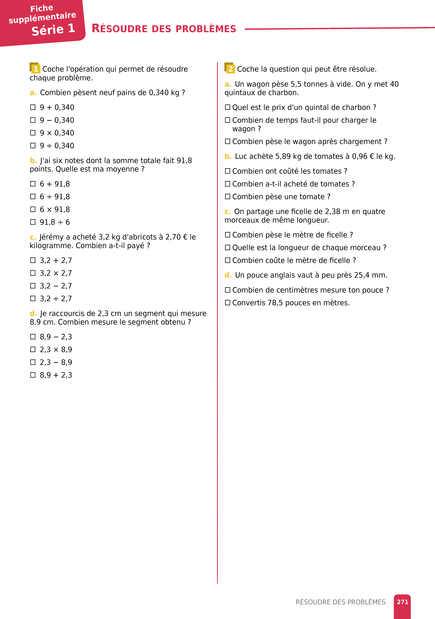 Fiche
supplémentaire
Série 1
RÉSOUDRE DES PROBLÈMES
1 Coche l'opération qui permet de résoudre
chaque problème.
a. Combien pèsent neuf pains de 0,340 kg ?
☐ 9 + 0,340
☐ 9 − 0,340
☐ 9 × 0,340
☐ 9 ÷ 0,340
b. J'ai six notes dont la somme totale fait 91,8
points. Quelle est ma moyenne ?
☐ 6 + 91,8
☐ 6 ÷ 91,8
☐ 6 × 91,8
☐ 91,8 ÷ 6
c. Jérémy a acheté 3,2 kg d'abricots à 2,70 € le
kilogramme. Combien a-t-il payé ?
☐ 3,2 + 2,7
☐ 3,2 × 2,7
☐ 3,2 − 2,7
☐ 3,2 ÷ 2,7
d. Je raccourcis de 2,3 cm un segment qui mesure
8,9 cm. Combien mesure le segment obtenu ?
☐ 8,9 − 2,3
☐ 2,3 × 8,9
☐ 2,3 − 8,9
☐ 8,9 + 2,3
2 Coche la question qui peut être résolue.
a. Un wagon pèse 5,5 tonnes à vide. On y met 40
quintaux de charbon.
☐ Quel est le prix d'un quintal de charbon ?
☐ Combien de temps faut-il pour charger le
wagon ?
☐ Combien pèse le wagon après chargement ?
b. Luc achète 5,89 kg de tomates à 0,96 € le kg.
☐ Combien ont coûté les tomates ?
☐ Combien a-t-il acheté de tomates ?
☐ Combien pèse une tomate ?
c. On partage une ficelle de 2,38 m en quatre
morceaux de même longueur.
☐ Combien pèse le mètre de ficelle ?
☐ Quelle est la longueur de chaque morceau ?
☐ Combien coûte le mètre de ficelle ?
d. Un pouce anglais vaut à peu près 25,4 mm.
☐ Combien de centimètres mesure ton pouce ?
☐ Convertis 78,5 pouces en mètres.
RÉSOUDRE DES PROBLÈMES 271